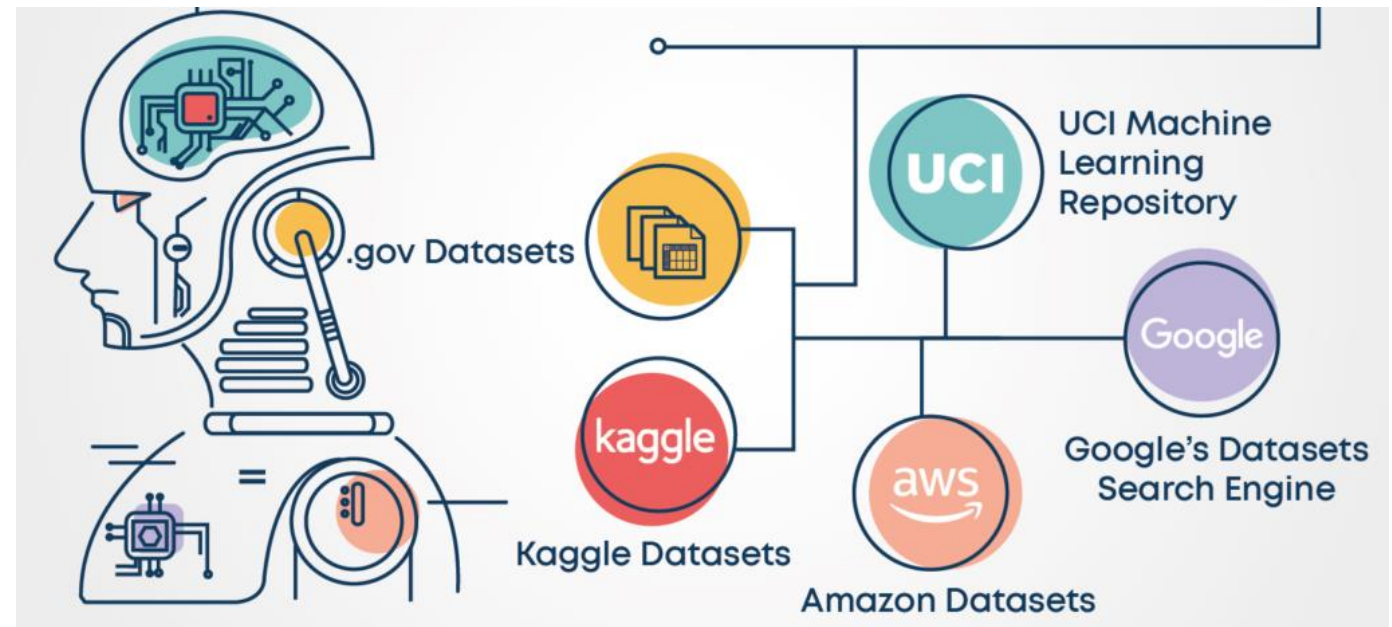 UCI
UCI Machine
Learning
Repository
.gov Datasets
Google
Google's Datasets
Search Engine
kaggle
Kaggle Datasets
aws
Amazon Datasets